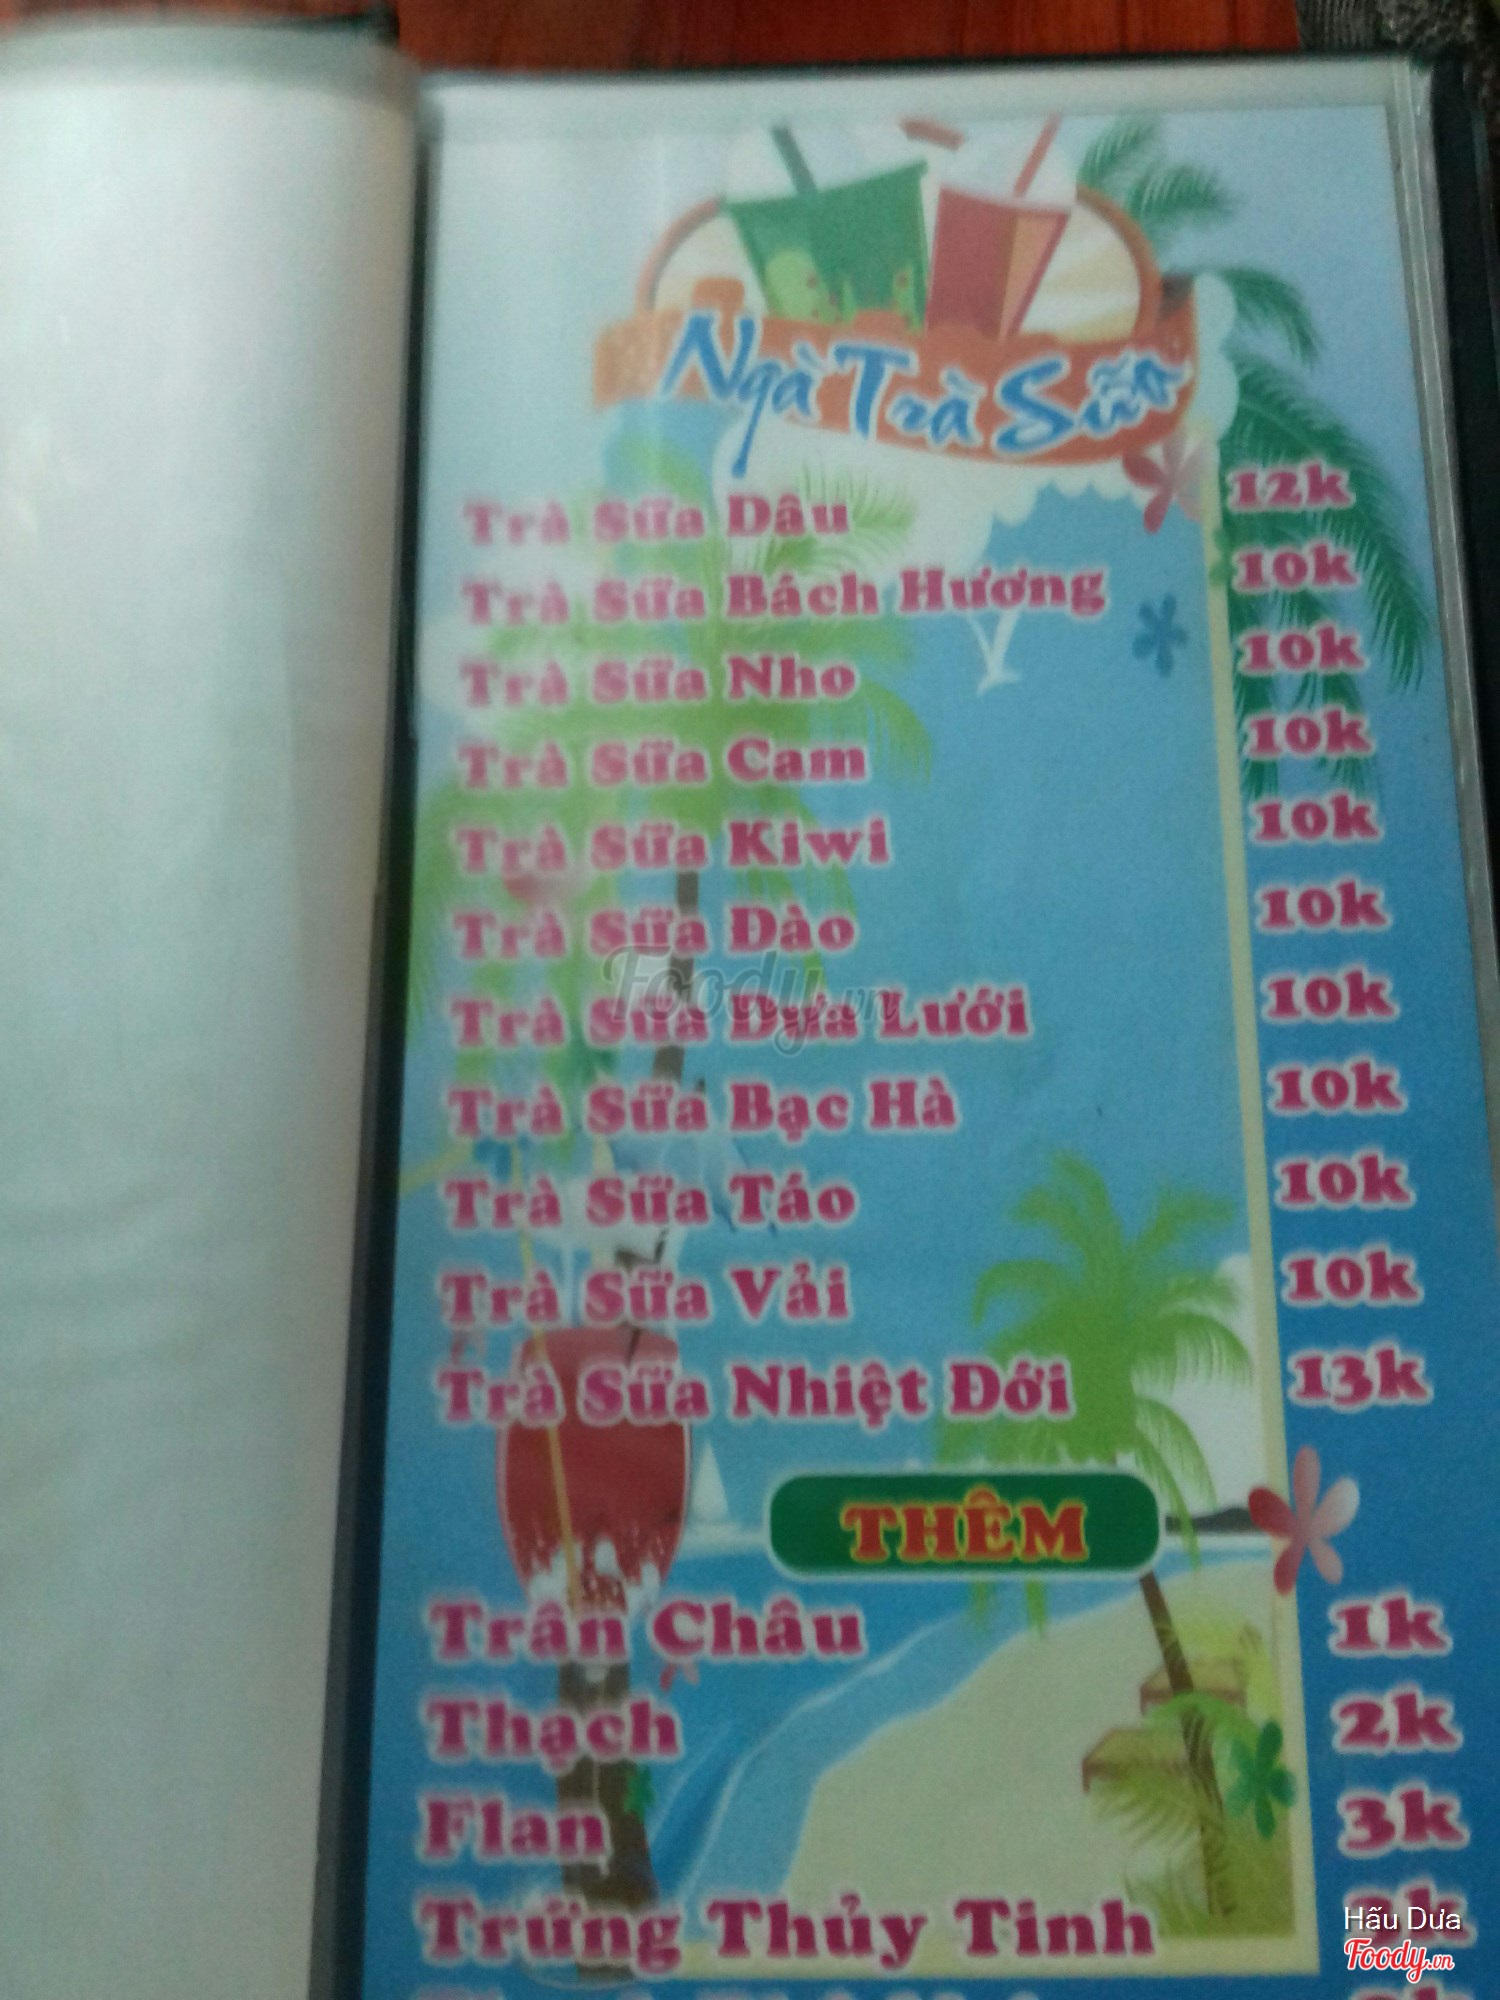 Ngà Trà Sữa
Trà Sữa Dâu 12k
Trà Sữa Bách Hương 10k
Trà Sữa Nho 10k
Trà Sữa Cam 10k
Trà Sữa Kiwi 10k
Trà Sữa Đào 10k
Foody.vn
Trà Sữa Dưa Lưới 10k
Trà Sữa Bạc Hà 10k
Trà Sữa Táo 10k
Trà Sữa Vải 10k
Trà Sữa Nhiệt Đới 13k
THÊM
Trân Châu 1k
Thạch 2k
Flan 3k
Trứng Thủy Tinh
Hấu Dưa
Foody.vn